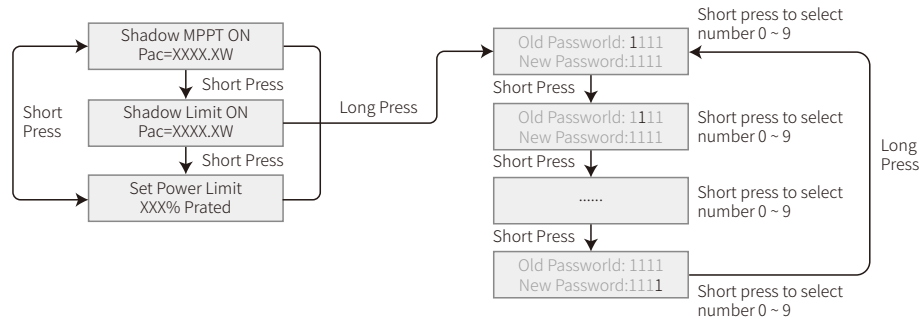 Shadow MPPT ON
Pac=XXXX.XW
Short Press
Shadow Limit ON
Pac=XXXX.XW
Short Press
Set Power Limit
XXX% Prated
Short
Press
Long Press
Old Passworld: 1111
New Password:1111
Short press to select
number 0 ~ 9
Short Press
Old Passworld: 1111
New Password:1111
Short press to select
number 0 ~ 9
Short Press
......
Short press to select
number 0 ~ 9
Short Press
Old Passworld: 1111
New Password:1111
Short press to select
number 0 ~ 9
Long
Press